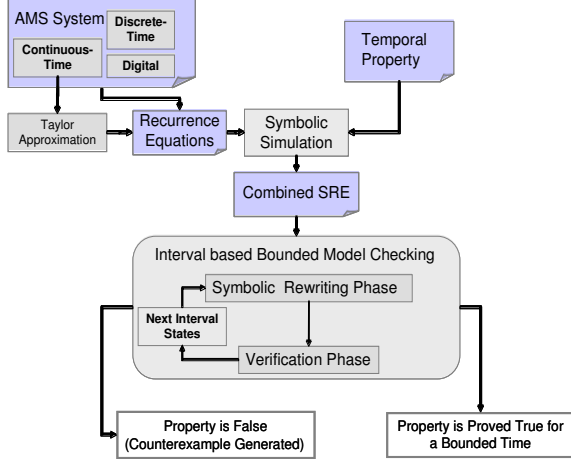 AMS System
Discrete-
Time
Continuous-
Time
Digital
Temporal
Property
Taylor
Approximation
Recurrence
Equations
Symbolic
Simulation
Combined SRE
Interval based Bounded Model Checking
Symbolic Rewriting Phase
Next Interval
States
Verification Phase
Property is False
(Counterexample Generated)
Property is Proved True for
a Bounded Time